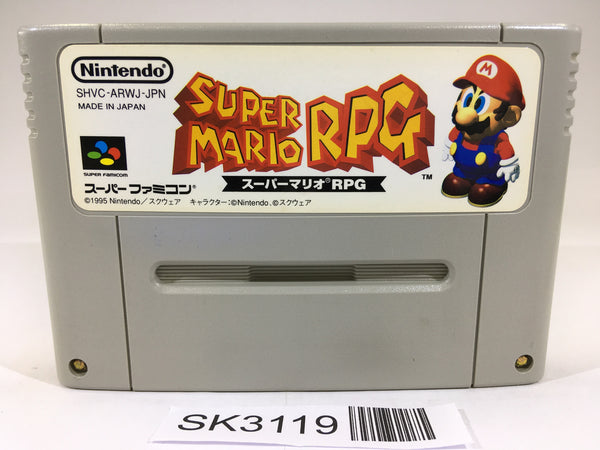 Nintendo®
SHVC-ARWJ-JPN
MADE IN JAPAN
SUPER FAMICOM
スーパーファミコン®
©1995 Nintendo／スクウェア キャラクター：©Nintendo、©スクウェア
SUPER
MARIO RPG
TM
スーパーマリオ®RPG
M
SK3119